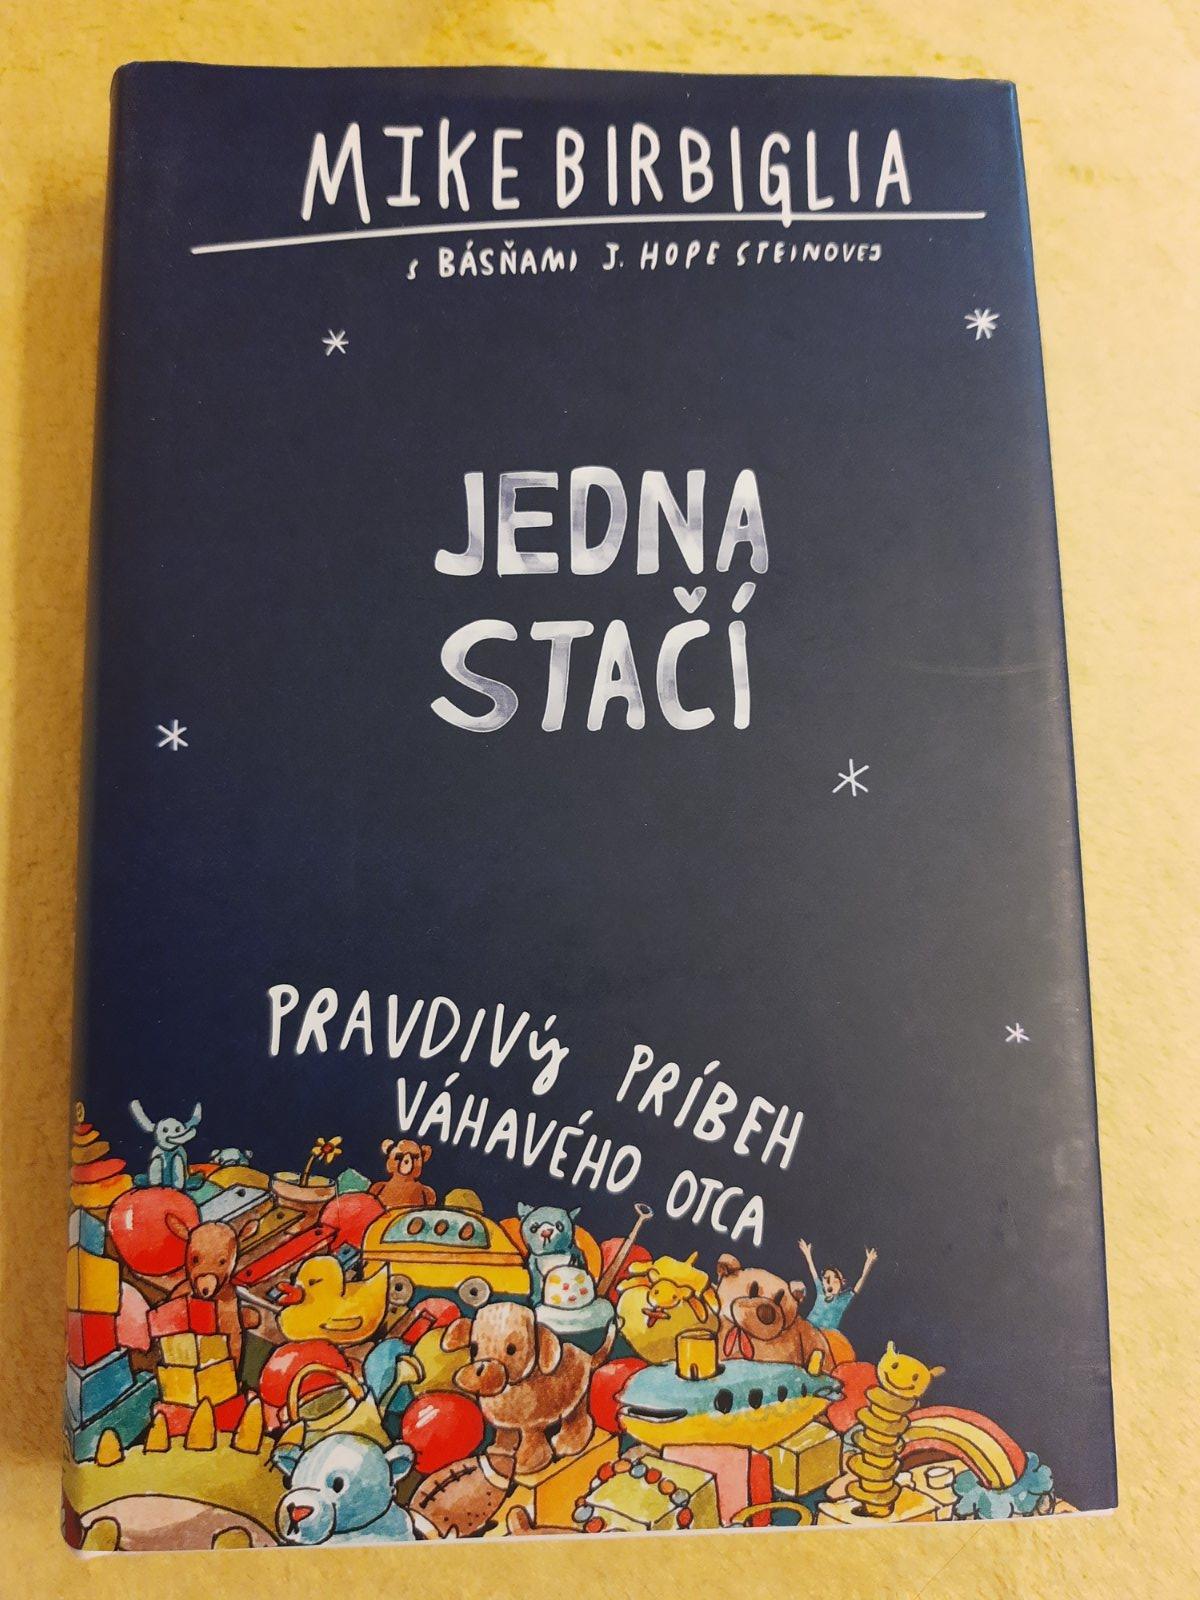 MIKE BIRBIGLIA
S BÁSŇAMI J. HOPE STEINOVEJ
JEDNA
STAČÍ
PRAVDIVÝ PRÍBEH
VÁHAVÉHO OTCA